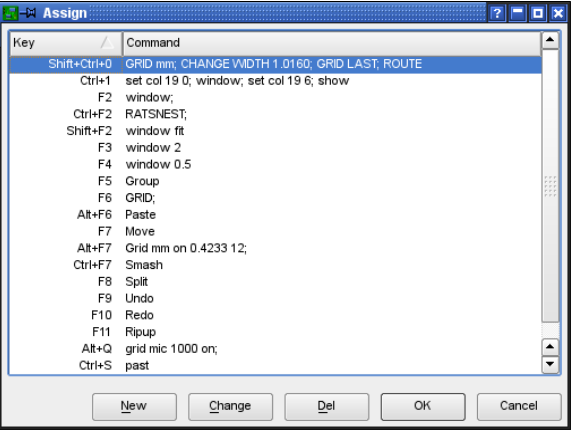 Assign
Key Command
Shift+Ctrl+0 GRID mm; CHANGE WIDTH 1.0160; GRID LAST; ROUTE
Ctrl+1 set col 19 0; window; set col 19 6; show
F2 window;
Ctrl+F2 RATSNEST;
Shift+F2 window fit
F3 window 2
F4 window 0.5
F5 Group
F6 GRID;
Alt+F6 Paste
F7 Move
Alt+F7 Grid mm on 0.4233 12;
Ctrl+F7 Smash
F8 Split
F9 Undo
F10 Redo
F11 Ripup
Alt+Q grid mic 1000 on;
Ctrl+S past
New Change Del OK Cancel